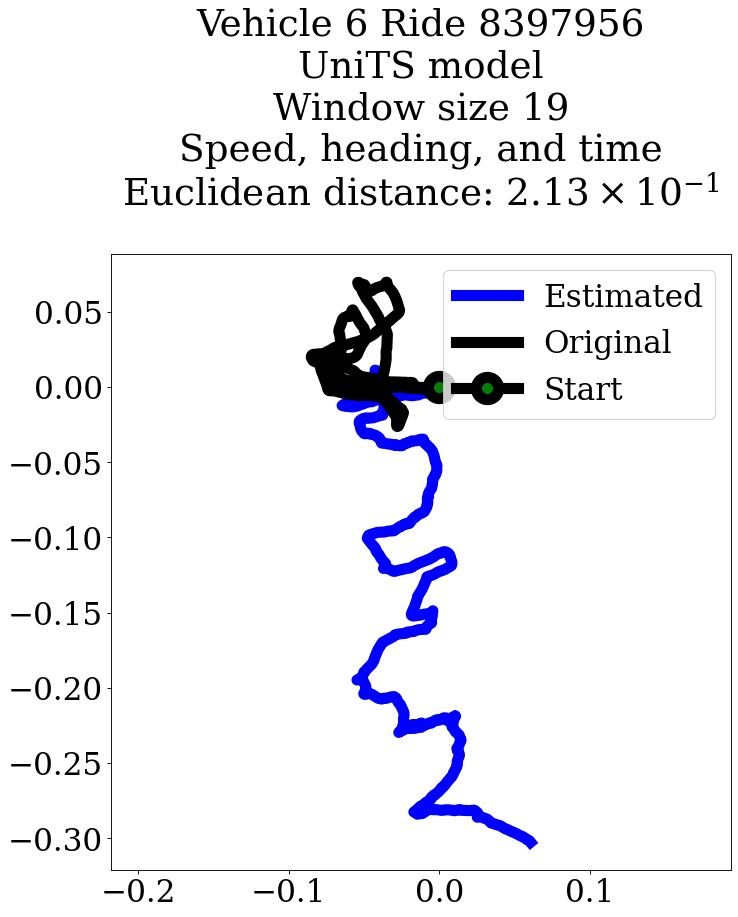 Vehicle 6 Ride 8397956
UniTS model
Window size 19
Speed, heading, and time
Euclidean distance: 2.13 × 10⁻¹
Estimated
Original
Start
0.05
0.00
−0.05
−0.10
−0.15
−0.20
−0.25
−0.30
−0.2 −0.1 0.0 0.1